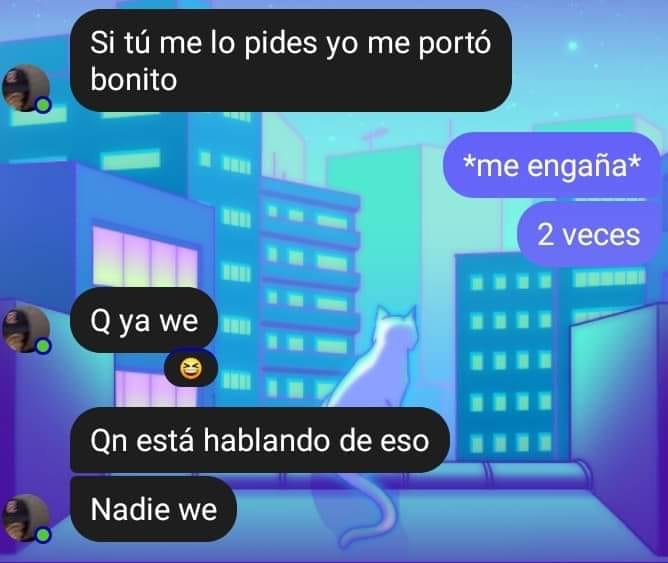 Si tú me lo pides yo me portó
bonito
*me engaña*
2 veces
Q ya we
Qn está hablando de eso
Nadie we